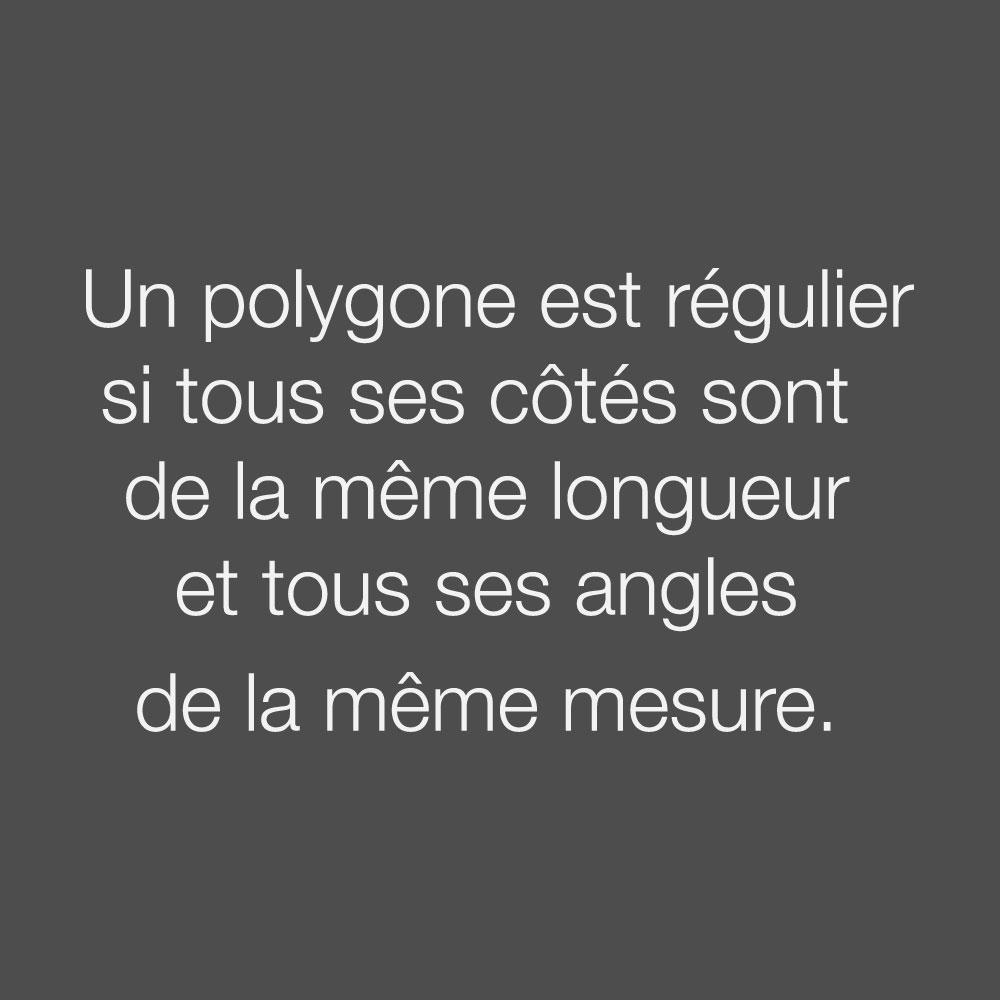 Un polygone est régulier
si tous ses côtés sont
de la même longueur
et tous ses angles
de la même mesure.